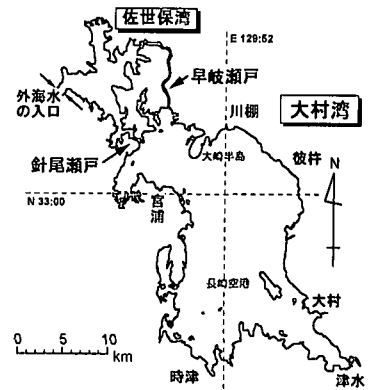 佐世保湾
E 129:52
早岐瀬戸
外海水
の入口
川棚
大村湾
大崎半島
彼杵
針尾瀬戸
N
N 33:00
宮
浦
長崎空港
大村
0 5 10
km
時津
津水